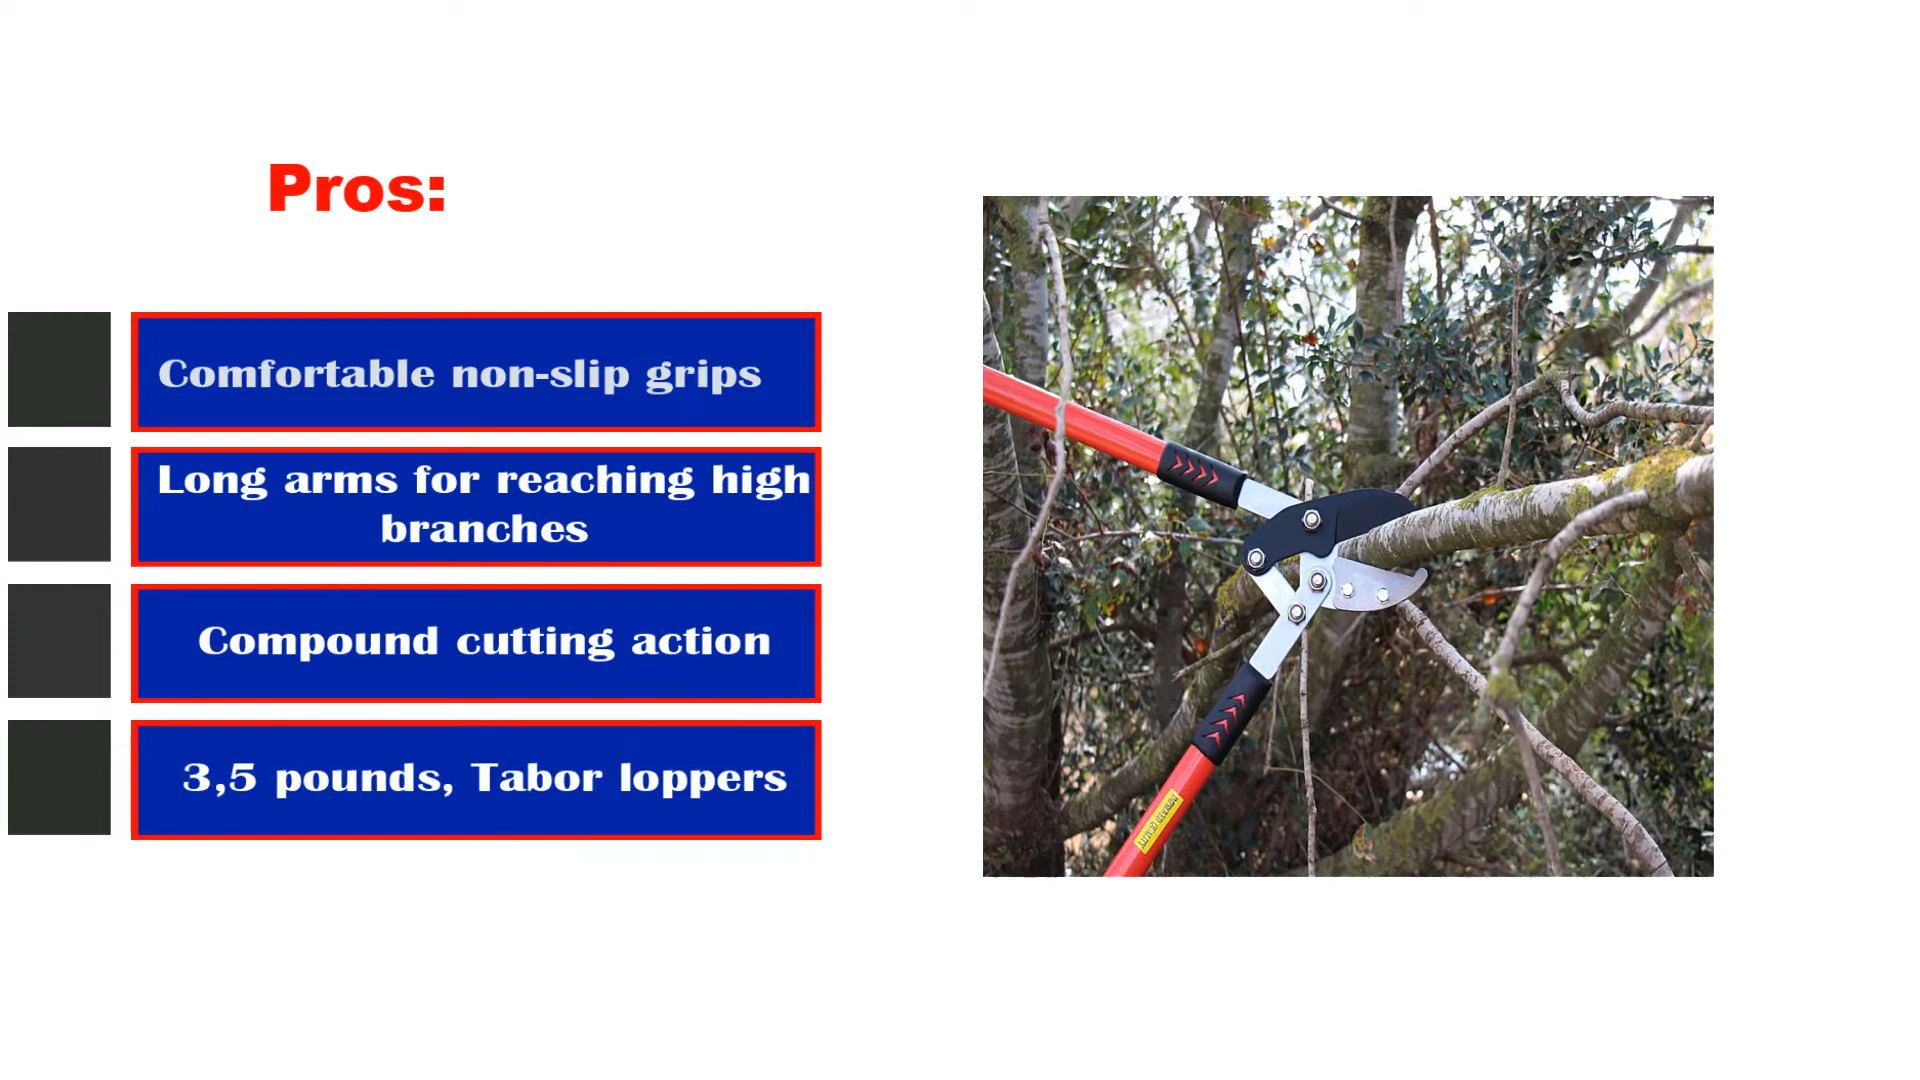 Pros:
Comfortable non-slip grips
Long arms for reaching high
branches
Compound cutting action
3,5 pounds, Tabor loppers